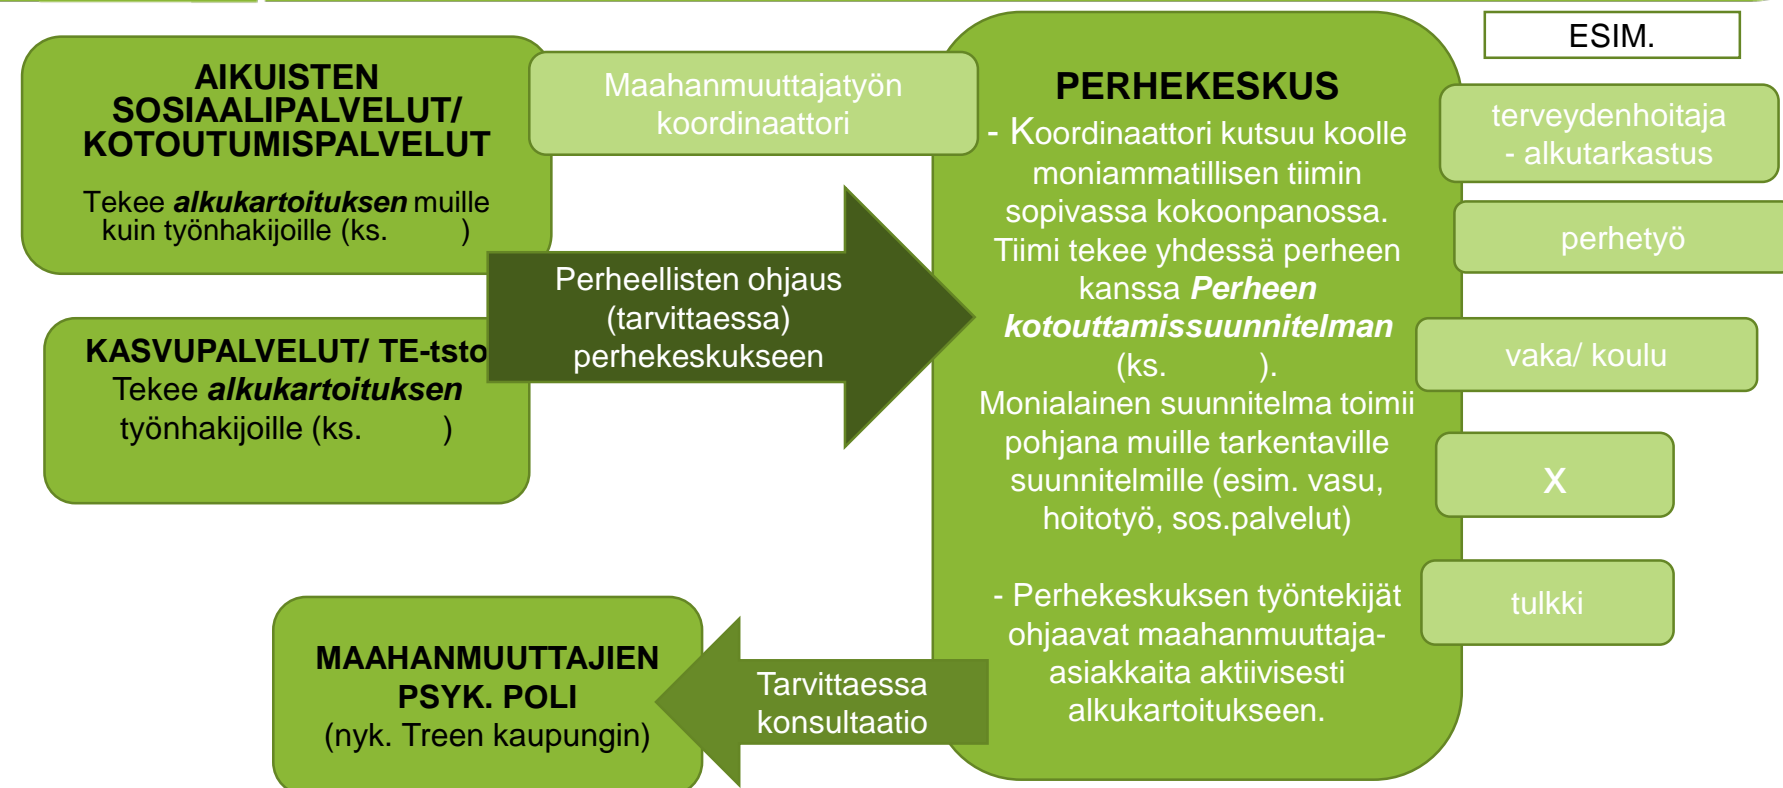 AIKUISTEN
SOSIAALIPALVELUT/
KOTOUTUMISPALVELUT
Tekee alkukartoituksen muille
kuin työnhakijoille (ks. )
KASVUPALVELUT/ TE-tsto
Tekee alkukartoituksen
työnhakijoille (ks. )
Maahanmuuttajatyön
koordinaattori
Perheellisten ohjaus
(tarvittaessa)
perhekeskukseen
PERHEKESKUS
- Koordinaattori kutsuu koolle
moniammatillisen tiimin
sopivassa kokoonpanossa.
Tiimi tekee yhdessä perheen
kanssa Perheen
kotouttamissuunnitelman
(ks. ).
Monialainen suunnitelma toimii
pohjana muille tarkentaville
suunnitelmille (esim. vasu,
hoitotyö, sos.palvelut)
- Perhekeskuksen työntekijät
ohjaavat maahanmuuttaja-
asiakkaita aktiivisesti
alkukartoitukseen.
ESIM.
terveydenhoitaja
- alkutarkastus
perhetyö
vaka/ koulu
X
tulkki
Tarvittaessa
konsultaatio
MAAHANMUUTTAJIEN
PSYK. POLI
(nyk. Treen kaupungin)